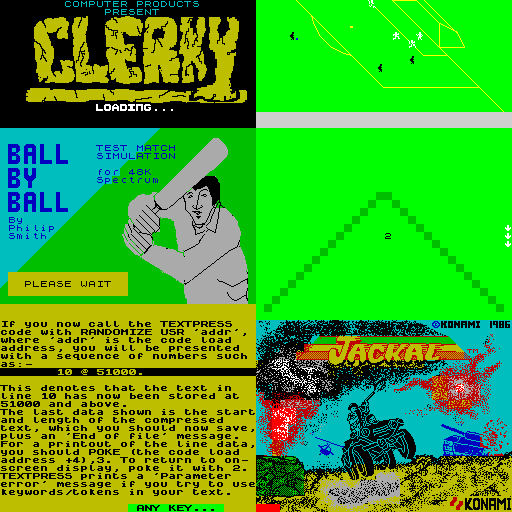 COMPUTER PRODUCTS
PRESENT
CLERKY
LOADING...
BALL
BY
BALL
By
Philip
Smith
TEST MATCH
SIMULATION
for 48K
Spectrum
PLEASE WAIT
2
If you now call the TEXTPRESS
code with RANDOMIZE USR 'addr',
where 'addr' is the code load
address, you will be presented
with a sequence of numbers such
as:-
10 @ 51000.
This denotes that the text in
line 10 has now been stored at
51000 and above.
The last data shown is the start
and length of the compressed
text, which you should now save,
plus an 'End of file' message.
For a printout of the line data,
you should POKE (the code load
address +4),3. To return to on-
screen display, poke it with 2.
TEXTPRESS prints a 'Parameter
error' message if you try to use
keywords/tokens in your text.
ANY KEY...
©KONAMI 1986
JACKAL
KONAMI